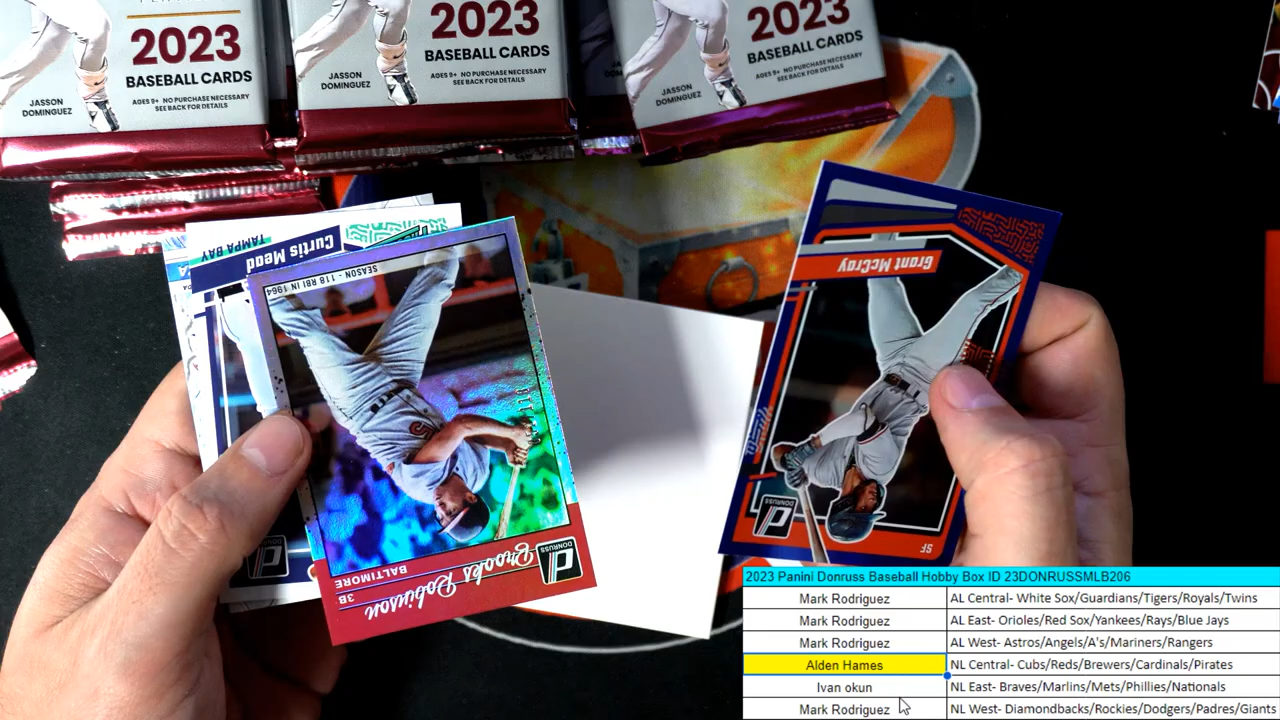 2023
BASEBALL CARDS
AGES 9+ NO PURCHASE NECESSARY
SEE BACK FOR DETAILS
JASSON
DOMINGUEZ
2023
BASEBALL CARDS
AGES 9+ NO PURCHASE NECESSARY
SEE BACK FOR DETAILS
JASSON
DOMINGUEZ
2023
BASEBALL CARDS
AGES 9+ NO PURCHASE NECESSARY
SEE BACK FOR DETAILS
JASSON
DOMINGUEZ
TAMPA BAY
Curtis Mead
SEASON - 118 RBI IN 1964
DONRUSS
Brooks Robinson
3B
BALTIMORE
DONRUSS
Grant McCray
DONRUSS
SF
2023 Panini Donruss Baseball Hobby Box ID 23DONRUSSMLB206
Mark Rodriguez AL Central- White Sox/Guardians/Tigers/Royals/Twins
Mark Rodriguez AL East- Orioles/Red Sox/Yankees/Rays/Blue Jays
Mark Rodriguez AL West- Astros/Angels/A's/Mariners/Rangers
Alden Hames NL Central- Cubs/Reds/Brewers/Cardinals/Pirates
Ivan okun NL East- Braves/Marlins/Mets/Phillies/Nationals
Mark Rodriguez NL West- Diamondbacks/Rockies/Dodgers/Padres/Giants